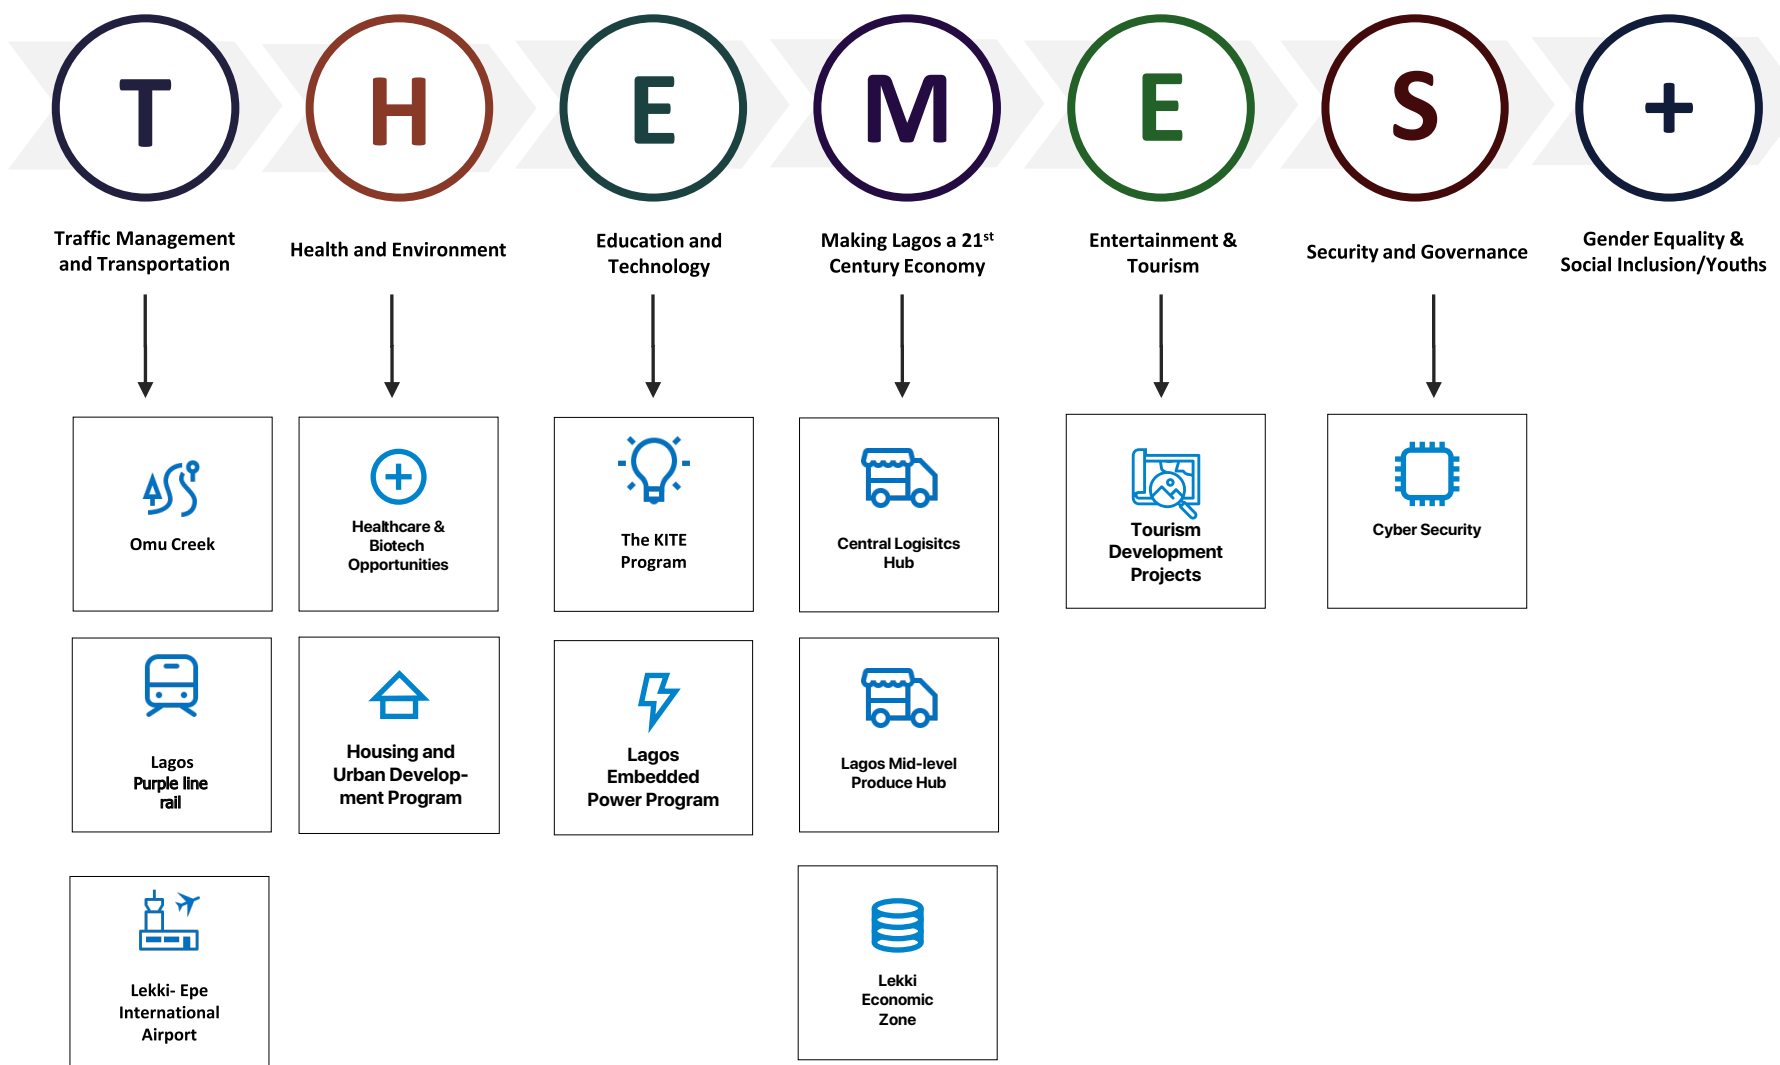 T
H
E
M
E
S
+
Traffic Management
and Transportation
Health and Environment
Education and
Technology
Making Lagos a 21st
Century Economy
Entertainment &
Tourism
Security and Governance
Gender Equality &
Social Inclusion/Youths
Omu Creek
Healthcare &
Biotech
Opportunities
The KITE
Program
Central Logisitcs
Hub
Tourism
Development
Projects
Cyber Security
Lagos
Purple line
rail
Housing and
Urban Develop-
ment Program
Lagos
Embedded
Power Program
Lagos Mid-level
Produce Hub
Lekki- Epe
International
Airport
Lekki
Economic
Zone